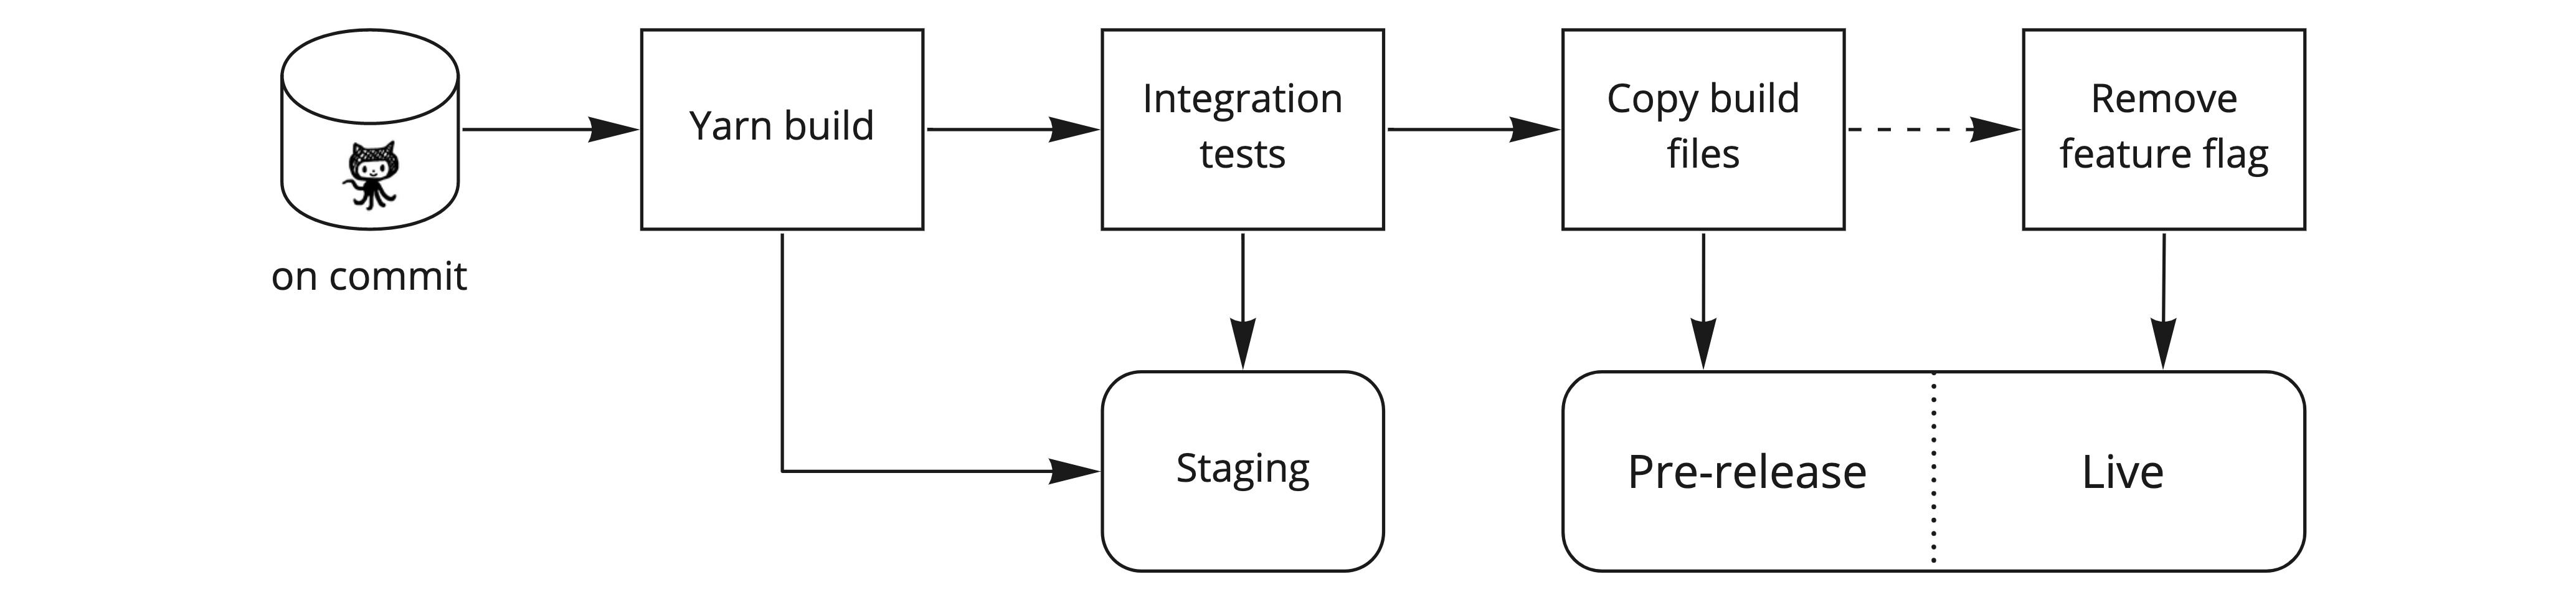 on commit
Yarn build
Integration
tests
Copy build
files
Remove
feature flag
Staging
Pre-release
Live